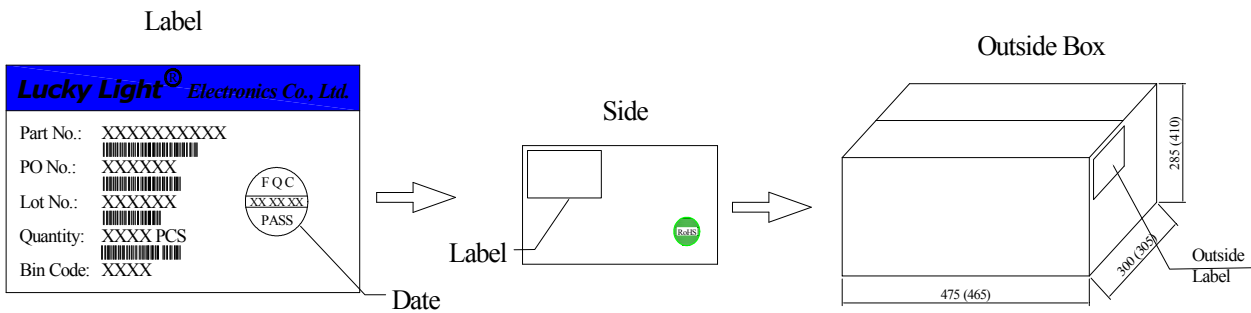 Label
Lucky Light® Electronics Co., Ltd.
Part No.: XXXXXXXXXX
PO No.: XXXXXX
Lot No.: XXXXXX
Quantity: XXXX PCS
Bin Code: XXXX
F Q C
XX XX XX
PASS
Date
Side
Label
RoHS
Outside Box
285 (410)
300 (305)
475 (465)
Outside
Label